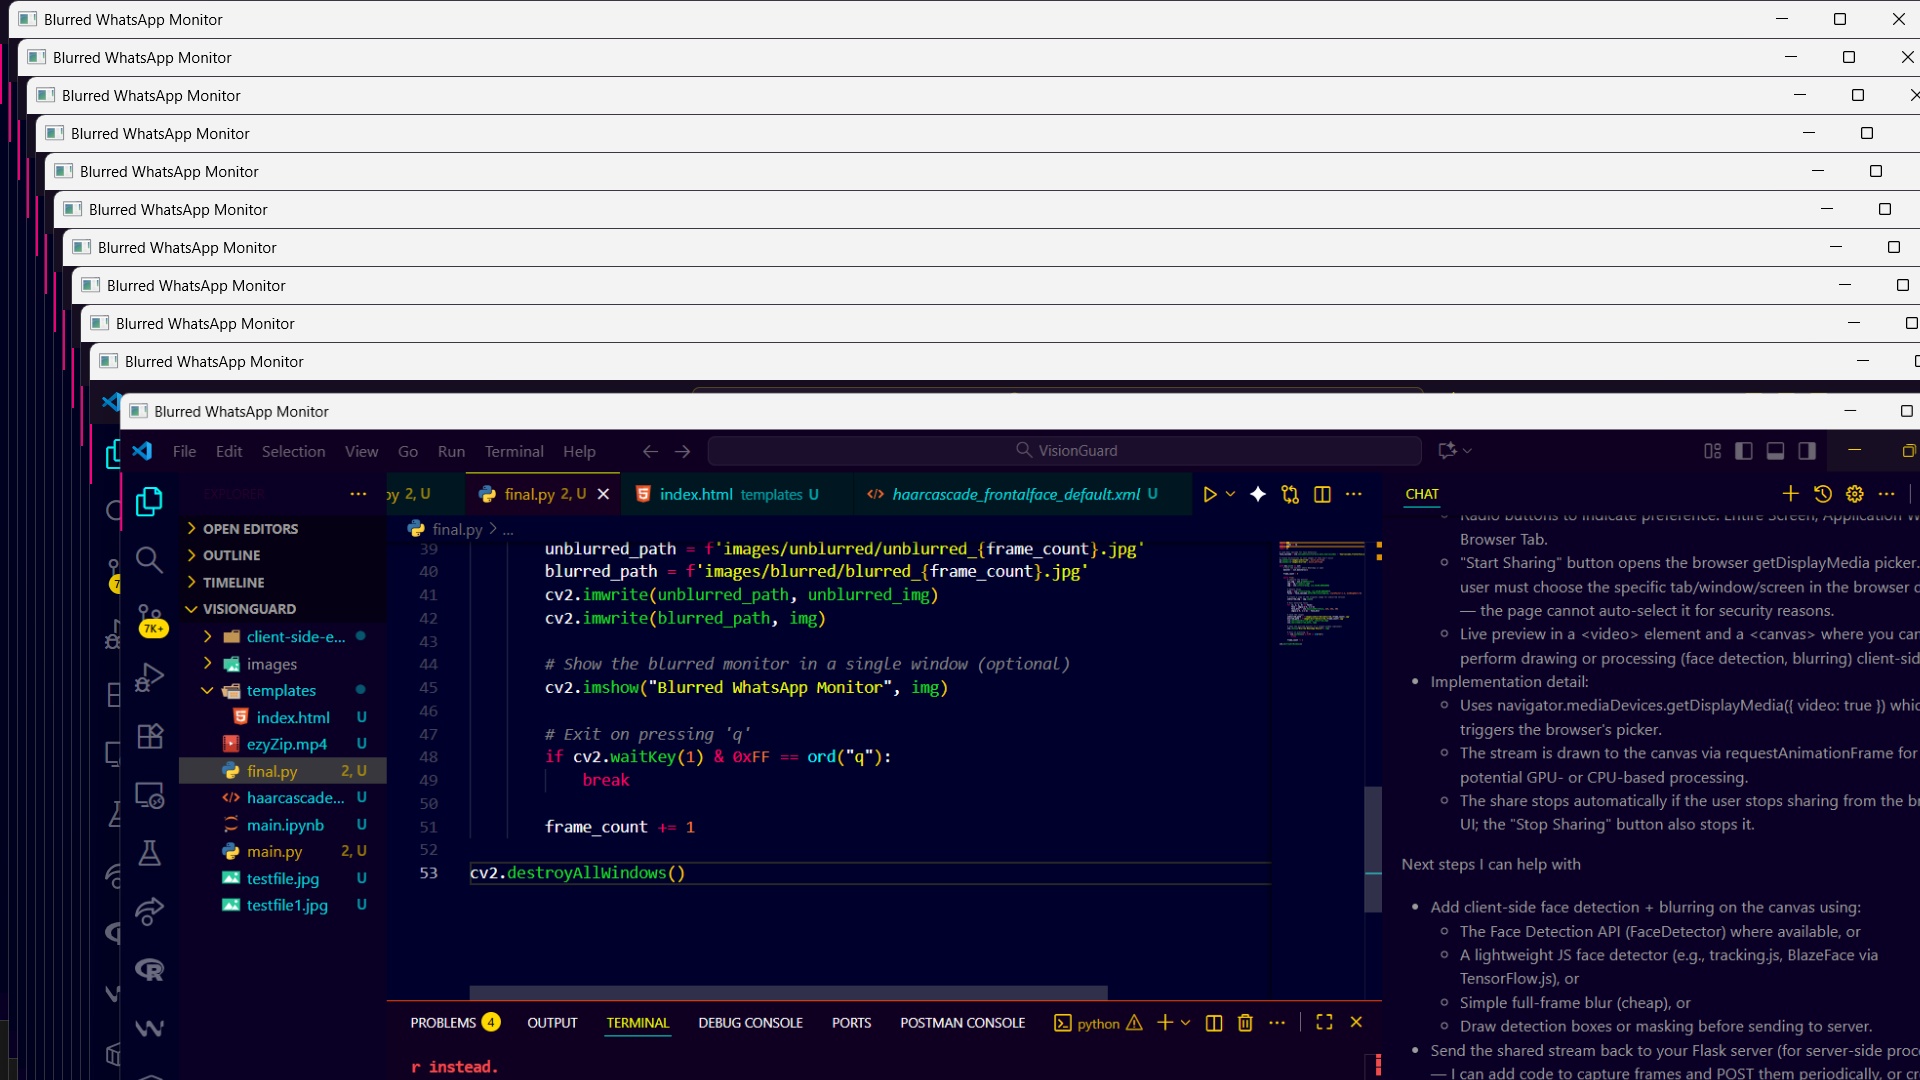 Blurred WhatsApp Monitor
Blurred WhatsApp Monitor
Blurred WhatsApp Monitor
Blurred WhatsApp Monitor
Blurred WhatsApp Monitor
Blurred WhatsApp Monitor
Blurred WhatsApp Monitor
Blurred WhatsApp Monitor
Blurred WhatsApp Monitor
Blurred WhatsApp Monitor
Blurred WhatsApp Monitor
File Edit Selection View Go Run Terminal Help
VisionGuard
EXPLORER
OPEN EDITORS
OUTLINE
TIMELINE
VISIONGUARD
client-side-e...
images
templates
index.html U
ezyZip.mp4 U
final.py 2, U
haarcascade... U
main.ipynb U
main.py 2, U
testfile.jpg U
testfile1.jpg U
7K+
7
py 2, U
final.py 2, U
index.html templates U
haarcascade_frontalface_default.xml U
final.py > ...
39 unblurred_path = f'images/unblurred/unblurred_{frame_count}.jpg'
40 blurred_path = f'images/blurred/blurred_{frame_count}.jpg'
41 cv2.imwrite(unblurred_path, unblurred_img)
42 cv2.imwrite(blurred_path, img)
43
44 # Show the blurred monitor in a single window (optional)
45 cv2.imshow("Blurred WhatsApp Monitor", img)
46
47 # Exit on pressing 'q'
48 if cv2.waitKey(1) & 0xFF == ord("q"):
49 break
50
51 frame_count += 1
52
53 cv2.destroyAllWindows()
PROBLEMS 4 OUTPUT TERMINAL DEBUG CONSOLE PORTS POSTMAN CONSOLE
python
r instead.
CHAT
Radio buttons to indicate preference: Entire Screen, Application W
Browser Tab.
"Start Sharing" button opens the browser getDisplayMedia picker.
user must choose the specific tab/window/screen in the browser
— the page cannot auto-select it for security reasons.
Live preview in a <video> element and a <canvas> where you can
perform drawing or processing (face detection, blurring) client-sid
Implementation detail:
Uses navigator.mediaDevices.getDisplayMedia({ video: true }) whic
triggers the browser's picker.
The stream is drawn to the canvas via requestAnimationFrame for
potential GPU- or CPU-based processing.
The share stops automatically if the user stops sharing from the br
UI; the "Stop Sharing" button also stops it.
Next steps I can help with
Add client-side face detection + blurring on the canvas using:
The Face Detection API (FaceDetector) where available, or
A lightweight JS face detector (e.g., tracking.js, BlazeFace via
TensorFlow.js), or
Simple full-frame blur (cheap), or
Draw detection boxes or masking before sending to server.
Send the shared stream back to your Flask server (for server-side proc
— I can add code to capture frames and POST them periodically, or cr